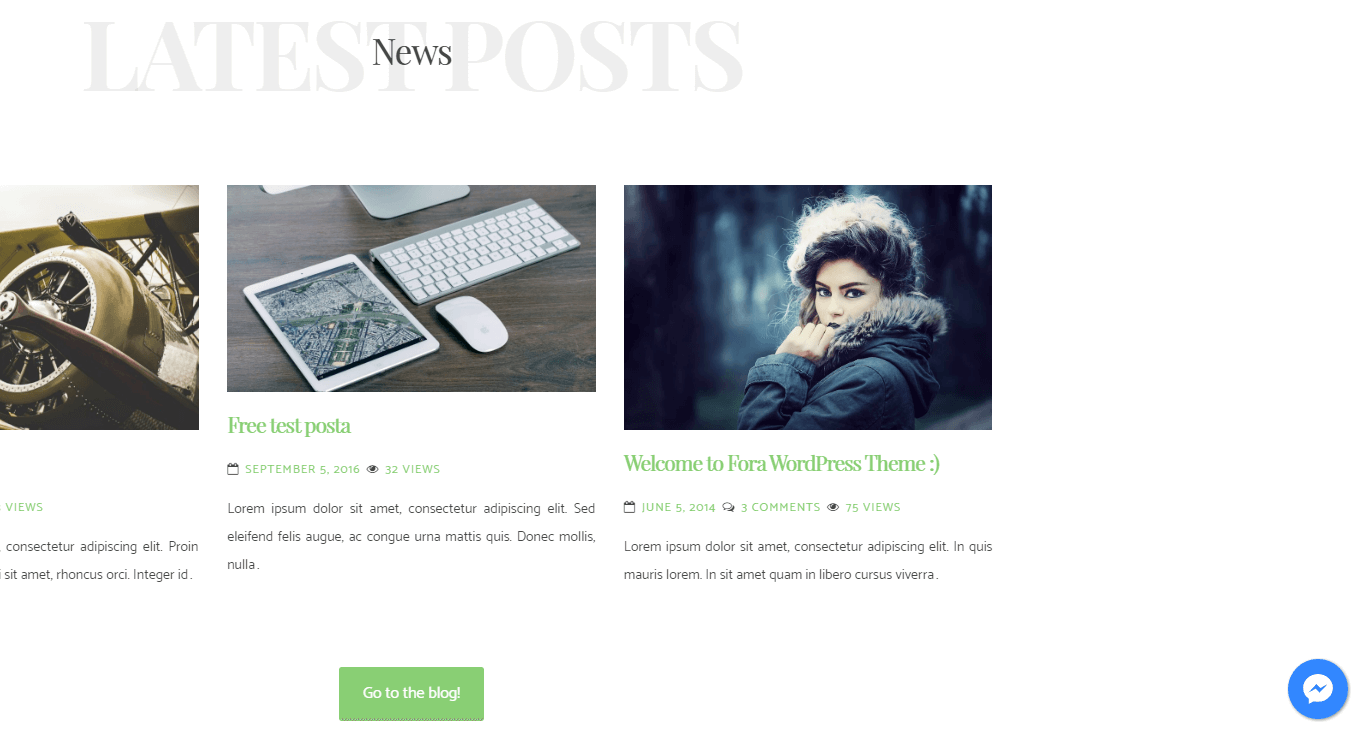 LATEST POSTS
News
Free test posta
SEPTEMBER 5, 2016 32 VIEWS
Lorem ipsum dolor sit amet, consectetur adipiscing elit. Sed
eleifend felis augue, ac congue urna mattis quis. Donec mollis,
nulla.
Welcome to Fora WordPress Theme :)
JUNE 5, 2014 3 COMMENTS 75 VIEWS
Lorem ipsum dolor sit amet, consectetur adipiscing elit. In quis
mauris lorem. In sit amet quam in libero cursus viverra.
VIEWS
, consectetur adipiscing elit. Proin
sit amet, rhoncus orci. Integer id.
Go to the blog!